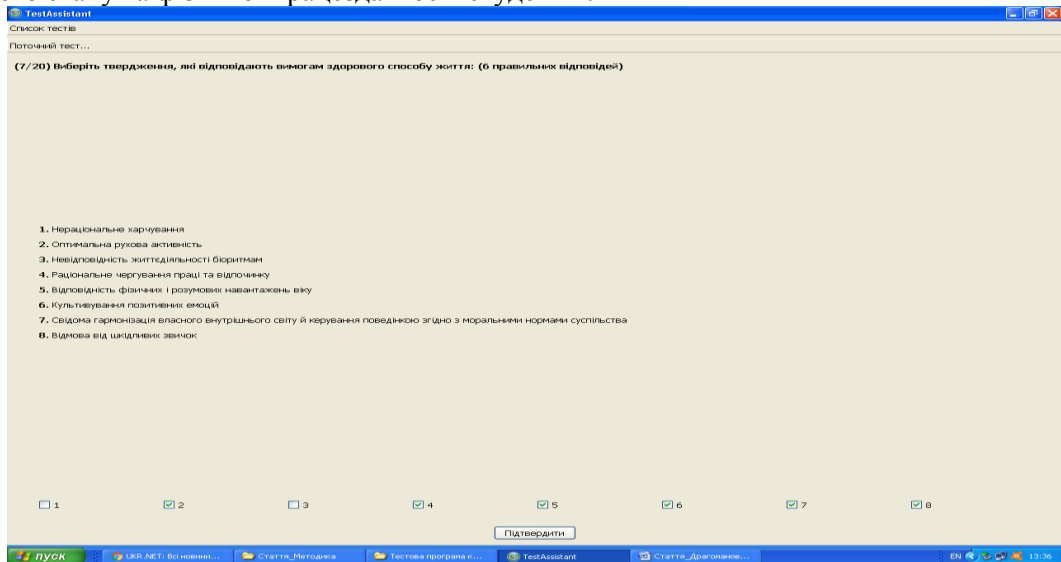 TestAssistant
Список тестів
Поточний тест...
(7/20) Виберіть твердження, які відповідають вимогам здорового способу життя: (6 правильних відповідей)
1. Нераціональне харчування
2. Оптимальна рухова активність
3. Невідповідність життєдіяльності біоритмам
4. Раціональне чергування праці та відпочинку
5. Відповідність фізичних і розумових навантажень віку
6. Культивування позитивних емоцій
7. Свідома гармонізація власного внутрішнього світу й керування поведінкою згідно з моральними нормами суспільства
8. Відмова від шкідливих звичок
1 2 3 4 5 6 7 8
Підтвердити
пуск UKR.NET: Всі новини... Стаття_Методика Тестова програма к... TestAssistant Стаття_Драгоманов... EN 13:36